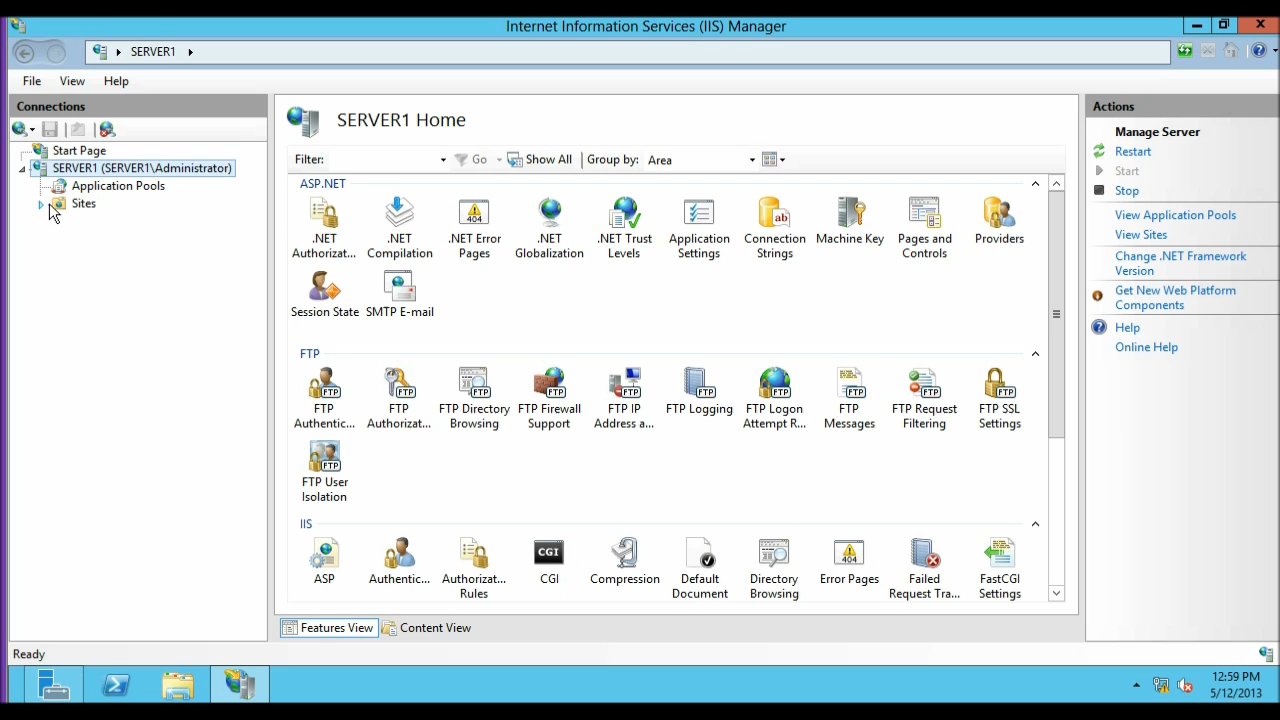 Internet Information Services (IIS) Manager
SERVER1
File View Help
Connections
Start Page
SERVER1 (SERVER1\Administrator)
Application Pools
Sites
SERVER1 Home
Filter: Go Show All Group by: Area
ASP.NET
.NET Authorizat...
.NET Compilation
.NET Error Pages
.NET Globalization
.NET Trust Levels
Application Settings
Connection Strings
Machine Key
Pages and Controls
Providers
Session State
SMTP E-mail
FTP
FTP Authentic...
FTP Authorizat...
FTP Directory Browsing
FTP Firewall Support
FTP IP Address a...
FTP Logging
FTP Logon Attempt R...
FTP Messages
FTP Request Filtering
FTP SSL Settings
FTP User Isolation
IIS
ASP
Authentic...
Authorizat... Rules
CGI
Compression
Default Document
Directory Browsing
Error Pages
Failed Request Tra...
FastCGI Settings
Features View Content View
Actions
Manage Server
Restart
Start
Stop
View Application Pools
View Sites
Change .NET Framework
Version
Get New Web Platform
Components
Help
Online Help
Ready
12:59 PM
5/12/2013